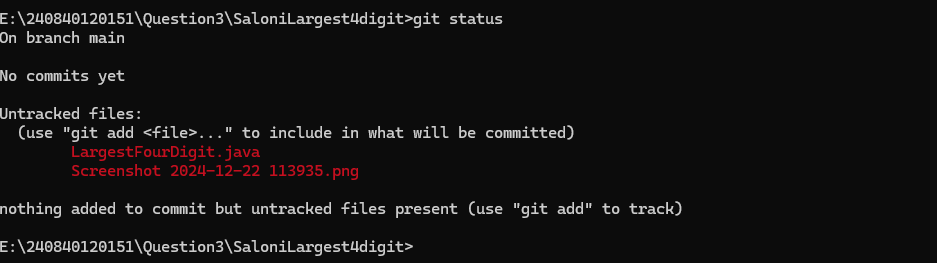 E:\240840120151\Question3\SaloniLargest4digit>git status
On branch main
No commits yet
Untracked files:
(use "git add <file>..." to include in what will be committed)
LargestFourDigit.java
Screenshot 2024-12-22 113935.png
nothing added to commit but untracked files present (use "git add" to track)
E:\240840120151\Question3\SaloniLargest4digit>